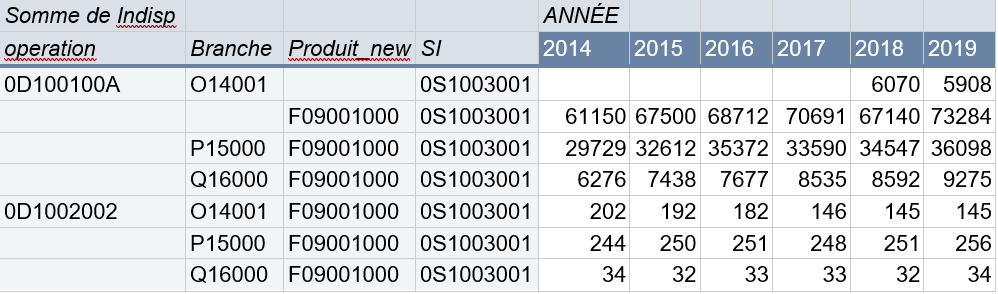 Somme de Indisp ANNÉE
operation Branche Produit_new SI 2014 2015 2016 2017 2018 2019
0D100100A O14001 0S1003001 6070 5908
F09001000 0S1003001 61150 67500 68712 70691 67140 73284
P15000 F09001000 0S1003001 29729 32612 35372 33590 34547 36098
Q16000 F09001000 0S1003001 6276 7438 7677 8535 8592 9275
0D1002002 O14001 F09001000 0S1003001 202 192 182 146 145 145
P15000 F09001000 0S1003001 244 250 251 248 251 256
Q16000 F09001000 0S1003001 34 32 33 33 32 34